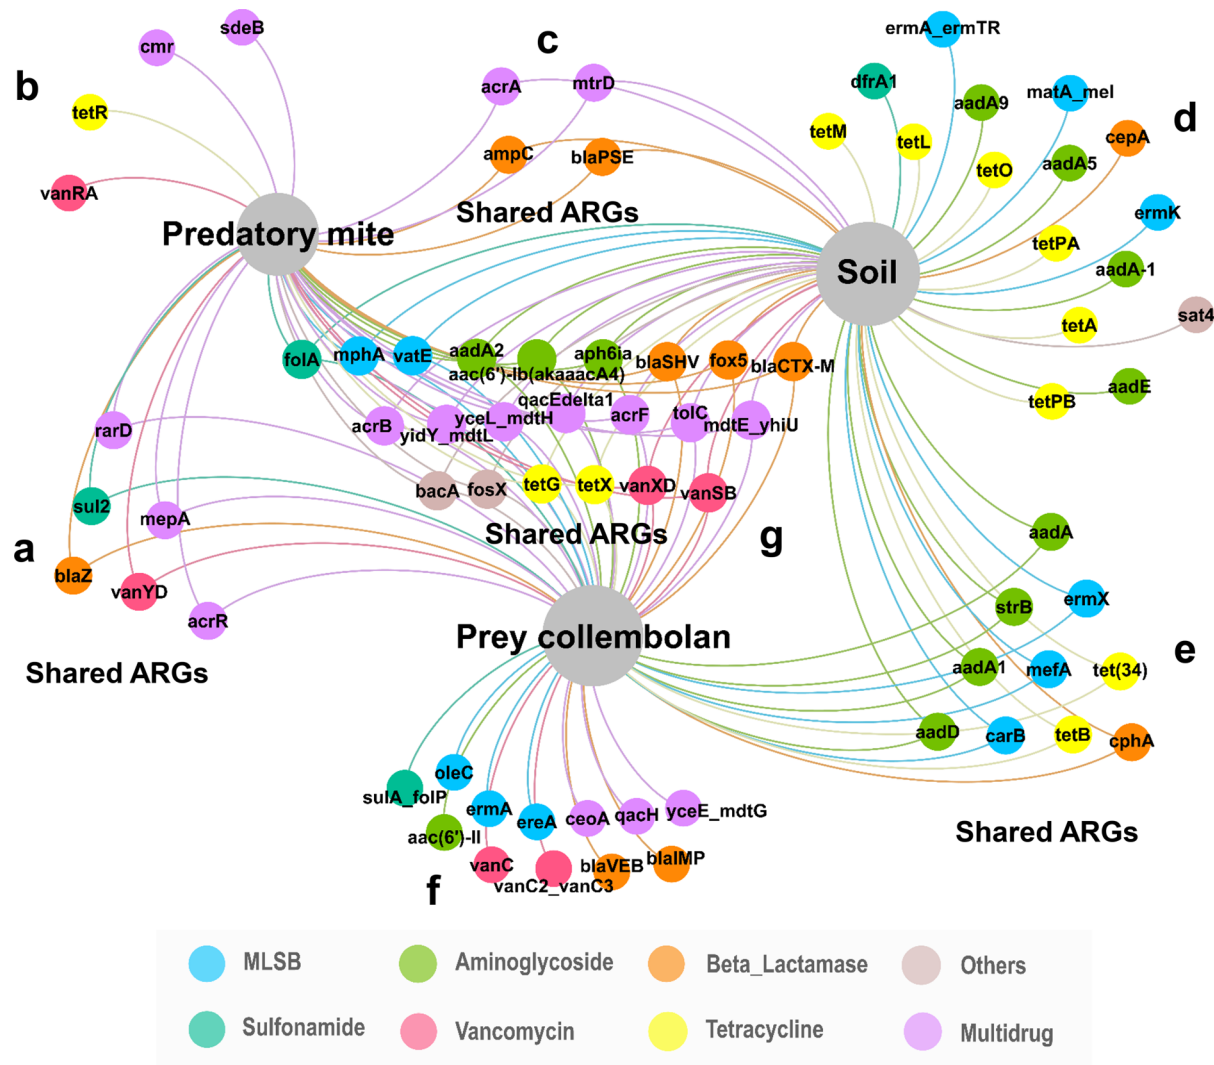 sdeB
cmr
b
tetR
vanRA
Predatory mite
c
acrA
mtrD
ampC
blaPSE
Shared ARGs
ermA_ermTR
dfrA1
aadA9
matA_mel
d
tetM
tetL
cepA
tetO
aadA5
ermK
tetPA
Soil
aadA-1
sat4
tetA
tetPB
aadE
folA
mphA
vatE
aadA2
aac(6')-Ib(akaaacA4)
aph6ia
blaSHV
fox5
blaCTX-M
acrB
yidY_mdtL
yceL_mdtH
qacEdelta1
acrF
tolC
mdtE_yhiU
bacA
fosX
tetG
tetX
vanXD
vanSB
Shared ARGs
g
rarD
sul2
mepA
a
blaZ
vanYD
acrR
Shared ARGs
Prey collembolan
aadA
strB
ermX
e
aadA1
mefA
tet(34)
aadD
carB
tetB
cphA
Shared ARGs
oleC
sulA_folP
aac(6')-II
ermA
ereA
ceoA
qacH
yceE_mdtG
vanC
vanC2_vanC3
blaVEB
blaIMP
f
MLSB
Aminoglycoside
Beta_Lactamase
Others
Sulfonamide
Vancomycin
Tetracycline
Multidrug